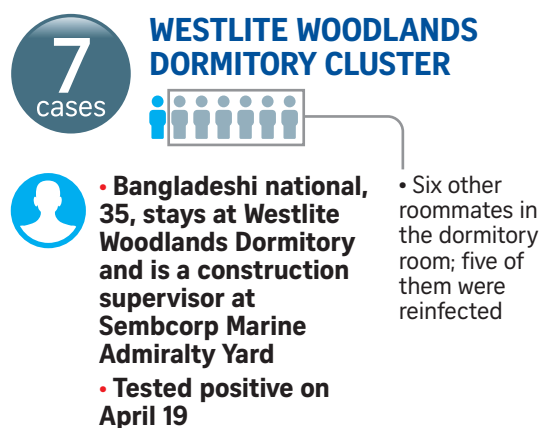 7
cases
WESTLITE WOODLANDS
DORMITORY CLUSTER
• Bangladeshi national,
35, stays at Westlite
Woodlands Dormitory
and is a construction
supervisor at
Sembcorp Marine
Admiralty Yard
• Tested positive on
April 19
• Six other
roommates in
the dormitory
room; five of
them were
reinfected